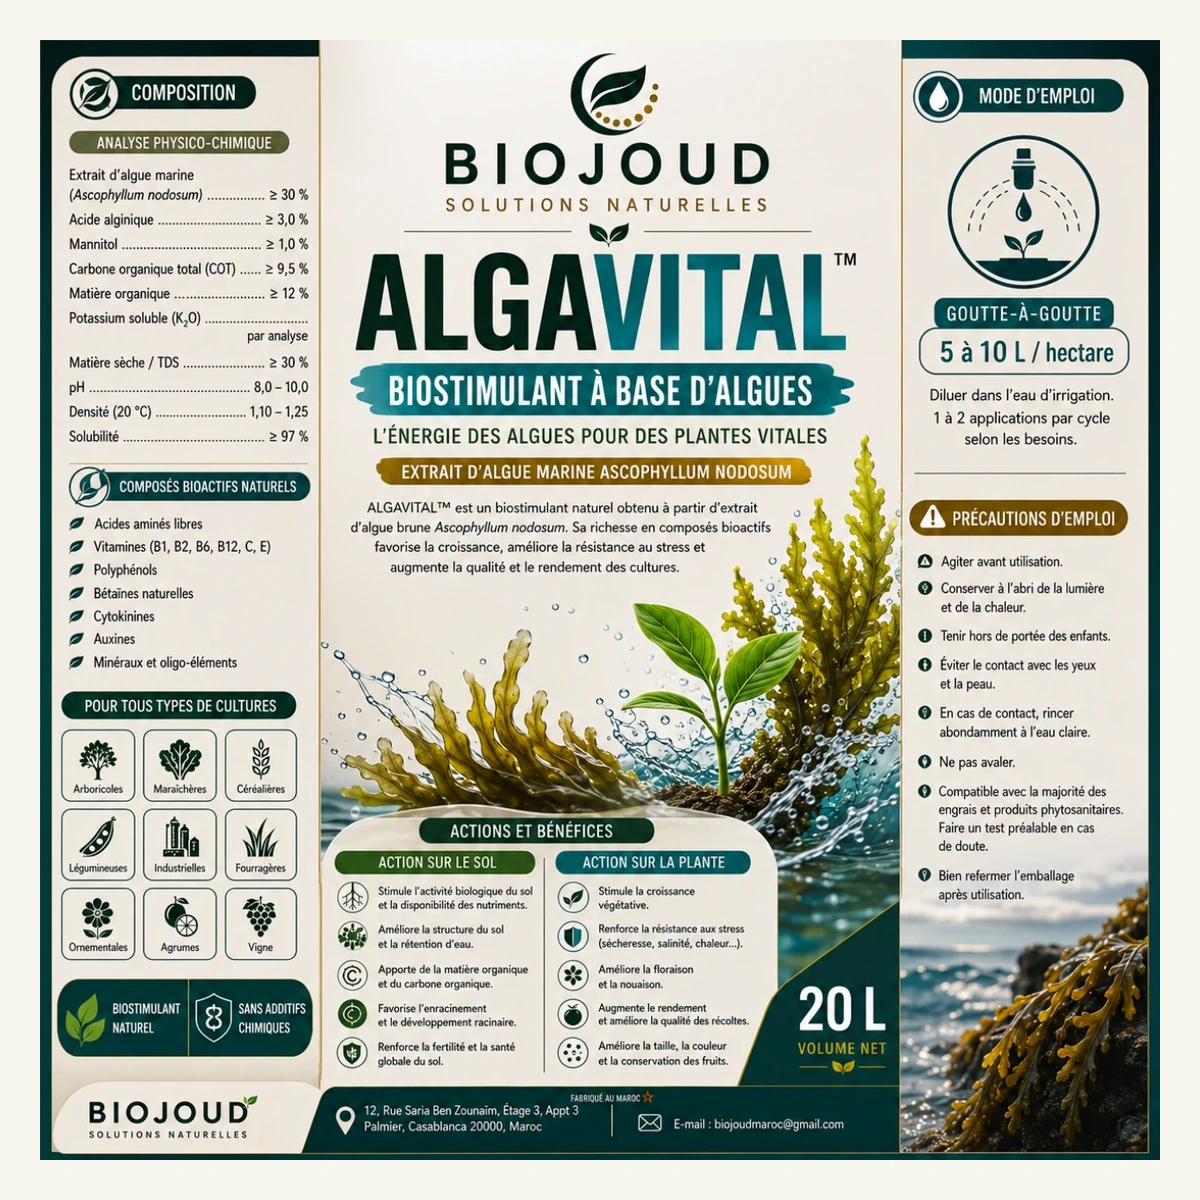 COMPOSITION
ANALYSE PHYSICO-CHIMIQUE
Extrait d'algue marine
(Ascophyllum nodosum) ................ ≥ 30 %
Acide alginique ........................... ≥ 3,0 %
Mannitol ..................................... ≥ 1,0 %
Carbone organique total (COT) ...... ≥ 9,5 %
Matière organique ....................... ≥ 12 %
Potassium soluble (K₂O) ............................
par analyse
Matière sèche / TDS ..................... ≥ 30 %
pH .......................................... 8,0 – 10,0
Densité (20 °C) ........................ 1,10 – 1,25
Solubilité ..................................... ≥ 97 %
COMPOSÉS BIOACTIFS NATURELS
Acides aminés libres
Vitamines (B1, B2, B6, B12, C, E)
Polyphénols
Bétaïnes naturelles
Cytokinines
Auxines
Minéraux et oligo-éléments
POUR TOUS TYPES DE CULTURES
Arboricoles
Maraîchères
Céréalières
Légumineuses
Industrielles
Fourragères
Ornementales
Agrumes
Vigne
BIOSTIMULANT
NATUREL
SANS ADDITIFS
CHIMIQUES
BIOJOUD
SOLUTIONS NATURELLES
BIOJOUD
SOLUTIONS NATURELLES
ALGAVITAL™
BIOSTIMULANT À BASE D'ALGUES
L'ÉNERGIE DES ALGUES POUR DES PLANTES VITALES
EXTRAIT D'ALGUE MARINE ASCOPHYLLUM NODOSUM
ALGAVITAL™ est un biostimulant naturel obtenu à partir d'extrait
d'algue brune Ascophyllum nodosum. Sa richesse en composés bioactifs
favorise la croissance, améliore la résistance au stress et
augmente la qualité et le rendement des cultures.
ACTIONS ET BÉNÉFICES
ACTION SUR LE SOL
Stimule l'activité biologique du sol
et la disponibilité des nutriments.
Améliore la structure du sol
et la rétention d'eau.
Apporte de la matière organique
et du carbone organique.
Favorise l'enracinement
et le développement racinaire.
Renforce la fertilité et la santé
globale du sol.
ACTION SUR LA PLANTE
Stimule la croissance
végétative.
Renforce la résistance aux stress
(sécheresse, salinité, chaleur...).
Améliore la floraison
et la nouaison.
Augmente le rendement
et améliore la qualité des récoltes.
Améliore la taille, la couleur
et la conservation des fruits.
20 L
VOLUME NET
FABRIQUÉ AU MAROC
12, Rue Saria Ben Zounaïm, Étage 3, Appt 3
Palmier, Casablanca 20000, Maroc
E-mail : biojoudmaroc@gmail.com
MODE D'EMPLOI
GOUTTE-À-GOUTTE
5 à 10 L / hectare
Diluer dans l'eau d'irrigation.
1 à 2 applications par cycle
selon les besoins.
PRÉCAUTIONS D'EMPLOI
Agiter avant utilisation.
Conserver à l'abri de la lumière
et de la chaleur.
Tenir hors de portée des enfants.
Éviter le contact avec les yeux
et la peau.
En cas de contact, rincer
abondamment à l'eau claire.
Ne pas avaler.
Compatible avec la majorité des
engrais et produits phytosanitaires.
Faire un test préalable en cas
de doute.
Bien refermer l'emballage
après utilisation.